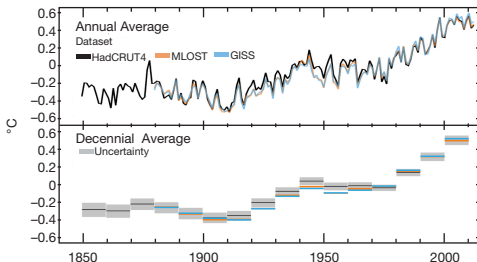 Annual Average
Dataset
HadCRUT4 MLOST GISS
0.6
0.4
0.2
0
−0.2
−0.4
−0.6
°C
Decennial Average
Uncertainty
0.6
0.4
0.2
0
−0.2
−0.4
−0.6
1850 1900 1950 2000